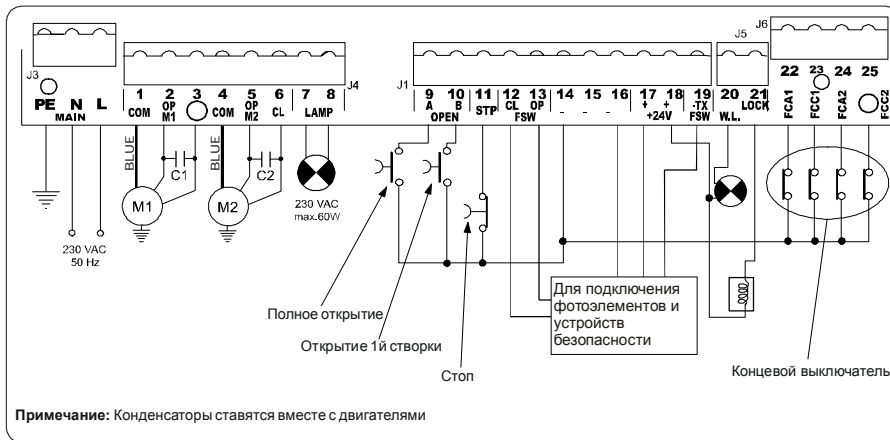 J3
J4
J1
J5
J6
PE N L
MAIN
1 2 3 4 5 6 7 8
COM OP M1 COM OP M2 CL LAMP
9 10 11 12 13 14 15 16 17 18 19 20 21
A B STP CL OP - - - + + -TX W.L. LOCK
OPEN FSW +24V FSW
22 23 24 25
FCA1 FCC1 FCA2 FCC2
BLUE BLUE
C1 C2
M1 M2
230 VAC
max.60W
230 VAC
50 Hz
Для подключения
фотоэлементов и
устройств
безопасности
Полное открытие
Открытие 1й створки
Стоп
Концевой выключатель
Примечание: Конденсаторы ставятся вместе с двигателями